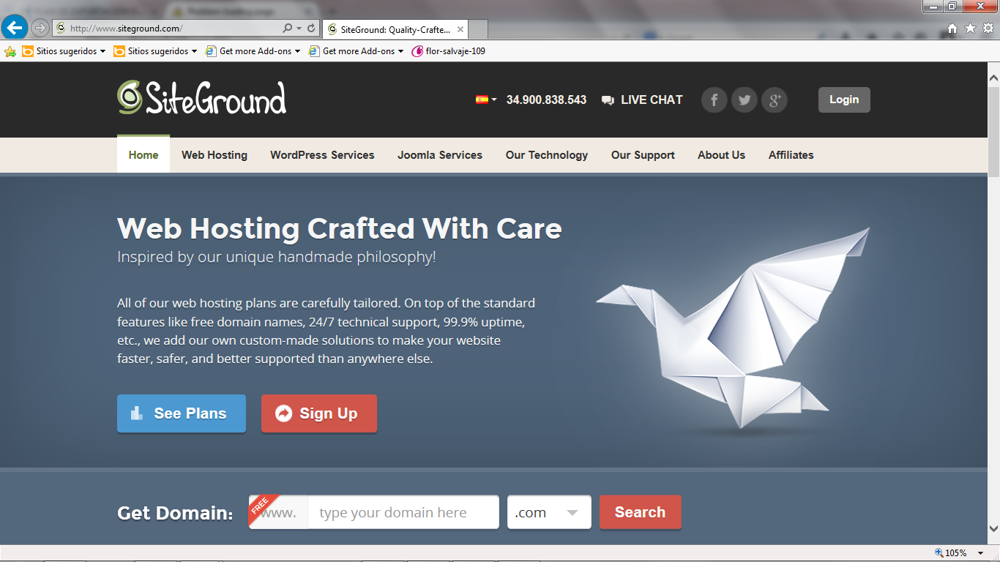 Problem loading page
http://www.siteground.com/
SiteGround: Quality-Crafte...
Sitios sugeridos
Sitios sugeridos
Get more Add-ons
Get more Add-ons
flor-salvaje-109
SiteGround
34.900.838.543
LIVE CHAT
Login
Home
Web Hosting
WordPress Services
Joomla Services
Our Technology
Our Support
About Us
Affiliates
Web Hosting Crafted With Care
Inspired by our unique handmade philosophy!
All of our web hosting plans are carefully tailored. On top of the standard
features like free domain names, 24/7 technical support, 99.9% uptime,
etc., we add our own custom-made solutions to make your website
faster, safer, and better supported than anywhere else.
See Plans
Sign Up
Get Domain:
FREE
www.
type your domain here
.com
Search
105%